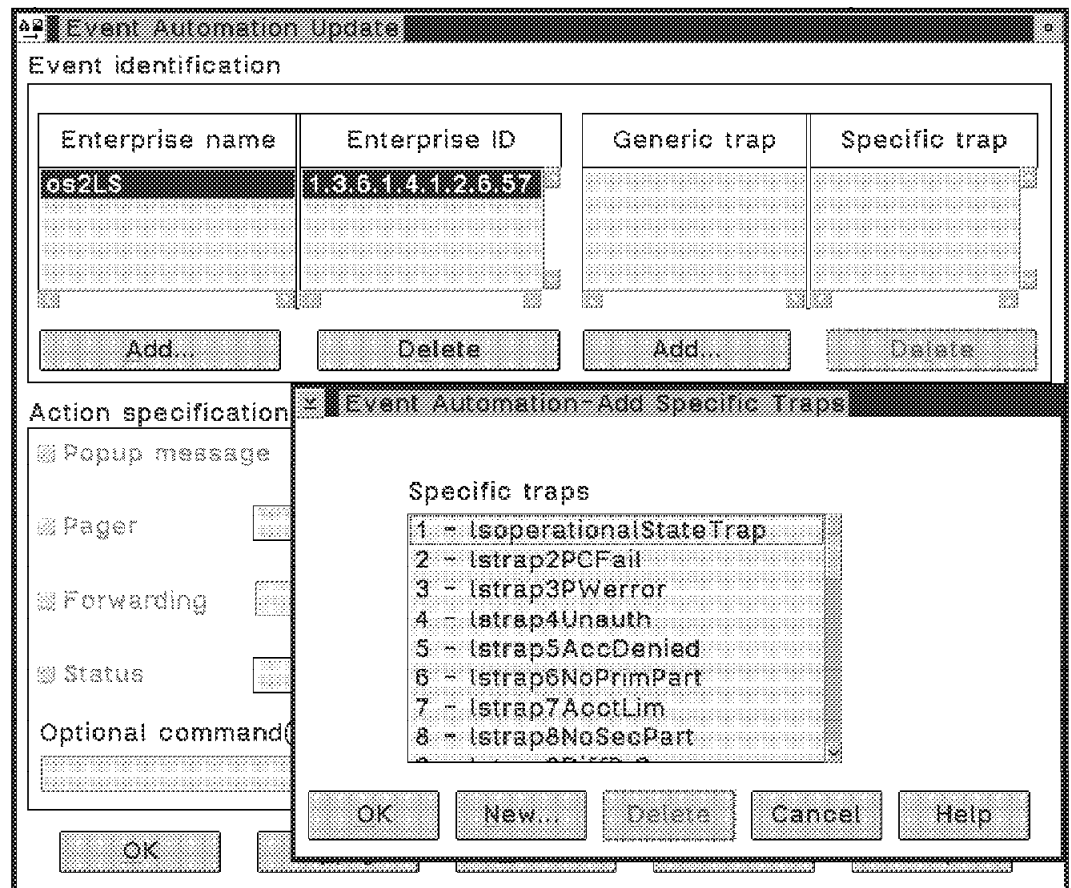 Event Automation Update
Event identification
Enterprise name Enterprise ID Generic trap Specific trap
os2LS 1.3.6.1.4.1.2.6.57
Add... Delete Add... Delete
Action specification
Popup message
Pager
Forwarding
Status
Optional command(
OK
Event Automation-Add Specific Traps
Specific traps
1 - lsoperationalStateTrap
2 - lstrap2PCFail
3 - lstrap3PWerror
4 - lstrap4Unauth
5 - lstrap5AccDenied
6 - lstrap6NoPrimPart
7 - lstrap7AcctLim
8 - lstrap8NoSecPart
OK New... Delete Cancel Help